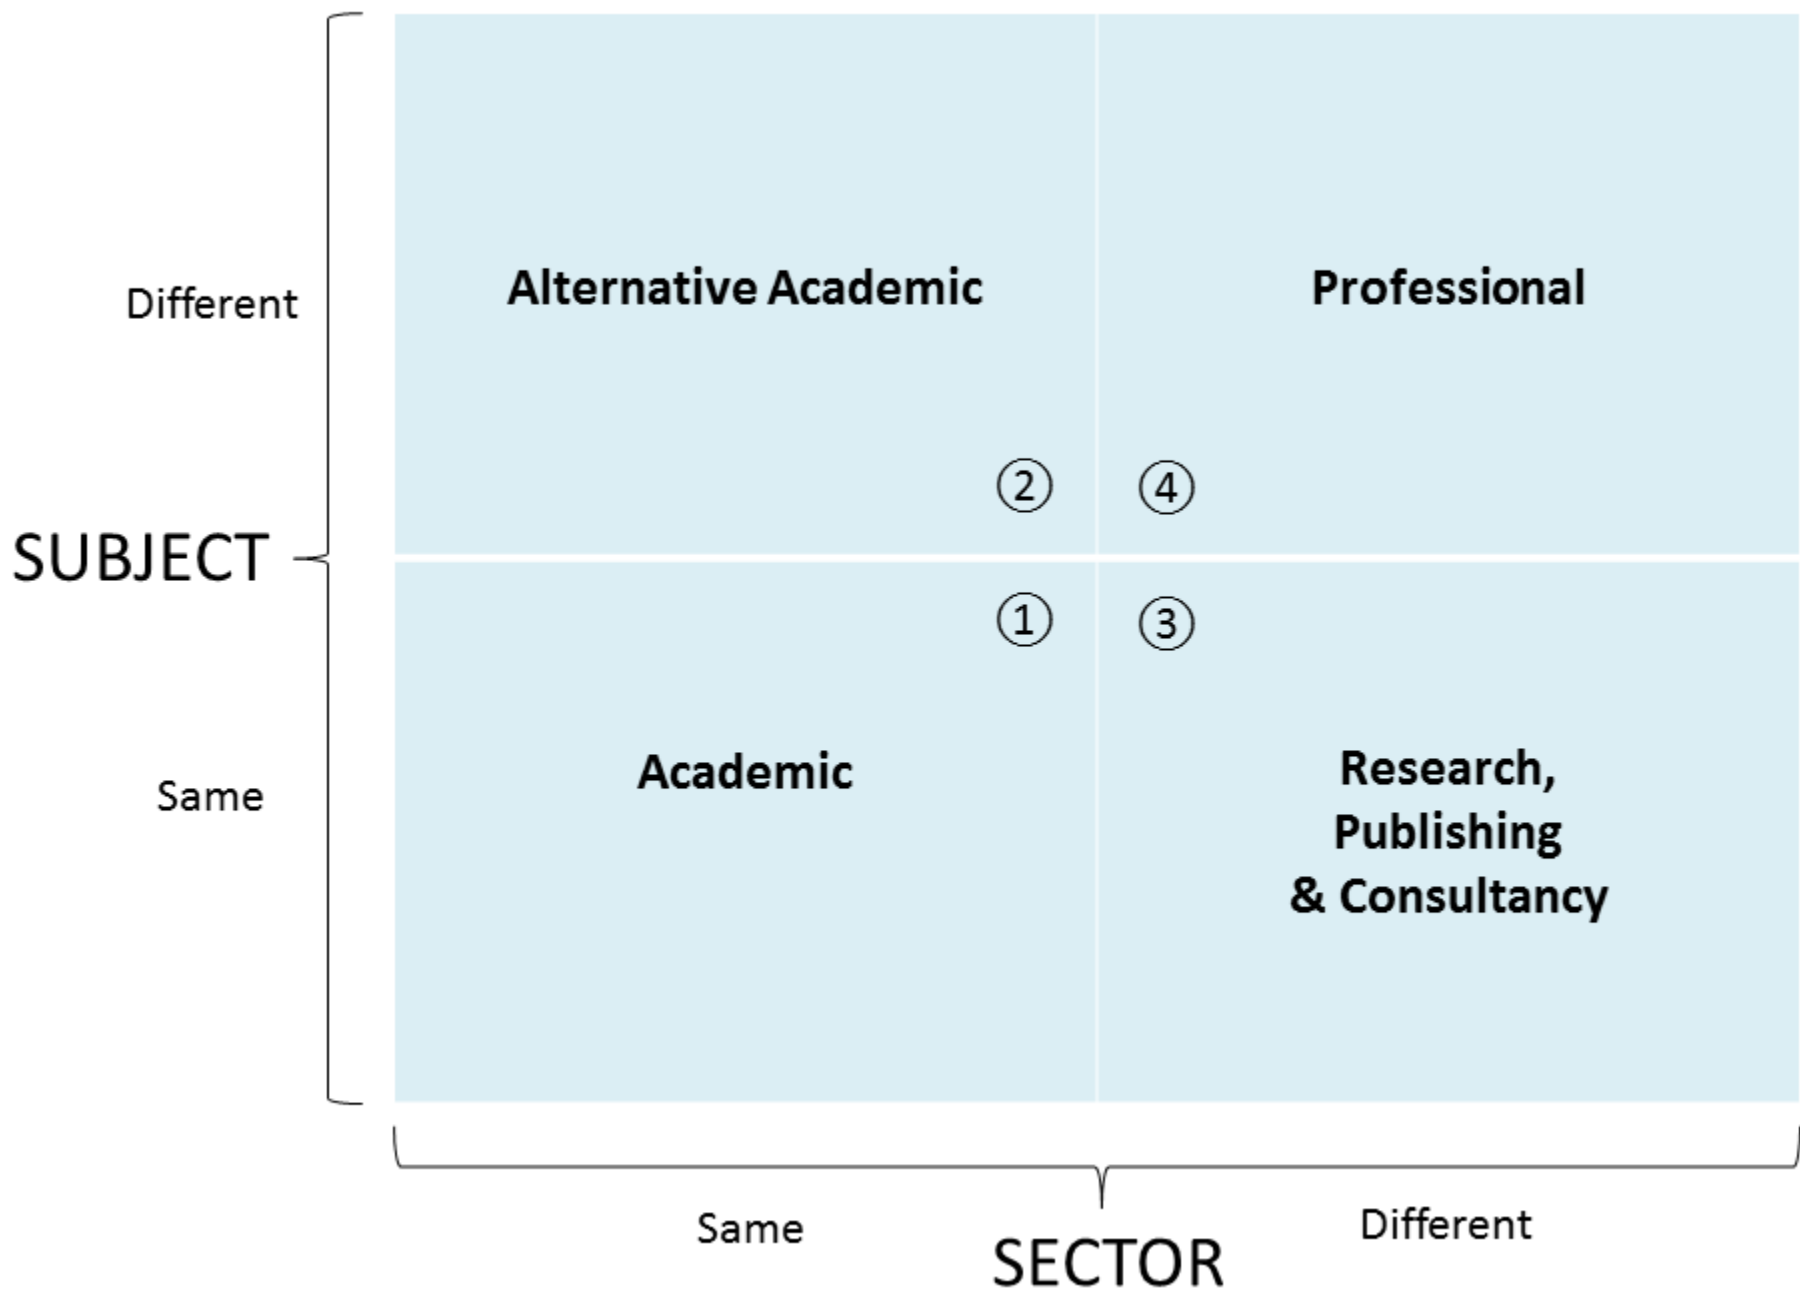 Alternative Academic
Professional
Different
② ④
SUBJECT
① ③
Academic
Research,
Publishing
& Consultancy
Same
Same
Different
SECTOR